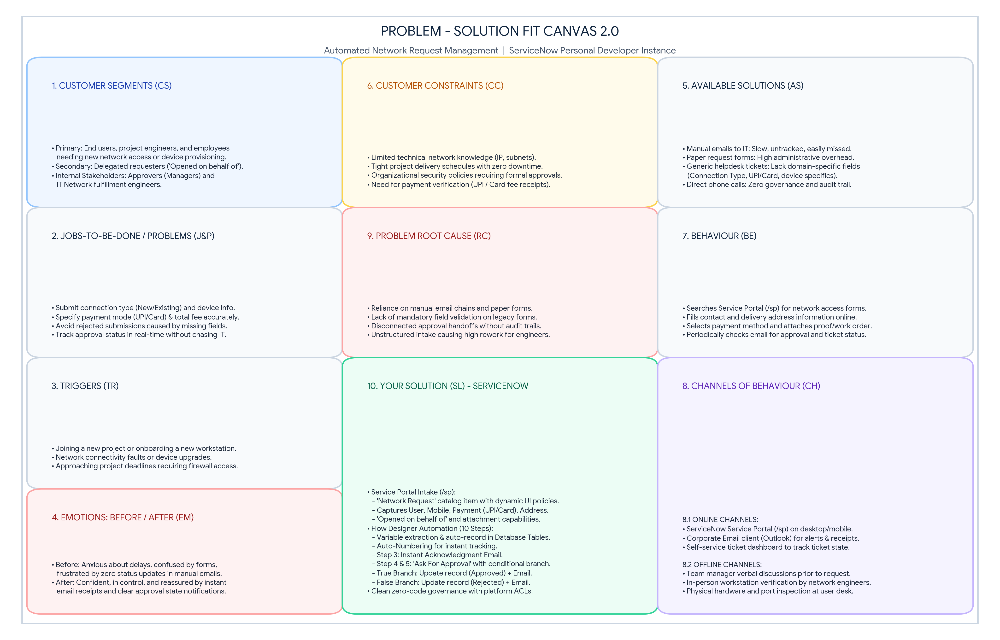 PROBLEM - SOLUTION FIT CANVAS 2.0
Automated Network Request Management | ServiceNow Personal Developer Instance
1. CUSTOMER SEGMENTS (CS)
• Primary: End users, project engineers, and employees
needing new network access or device provisioning.
• Secondary: Delegated requesters ('Opened on behalf of').
• Internal Stakeholders: Approvers (Managers) and
IT Network fulfillment engineers.
6. CUSTOMER CONSTRAINTS (CC)
• Limited technical network knowledge (IP, subnets).
• Tight project delivery schedules with zero downtime.
• Organizational security policies requiring formal approvals.
• Need for payment verification (UPI / Card fee receipts).
5. AVAILABLE SOLUTIONS (AS)
• Manual emails to IT: Slow, untracked, easily missed.
• Paper request forms: High administrative overhead.
• Generic helpdesk tickets: Lack domain-specific fields
(Connection Type, UPI/Card, device specifics).
• Direct phone calls: Zero governance and audit trail.
2. JOBS-TO-BE-DONE / PROBLEMS (J&P)
• Submit connection type (New/Existing) and device info.
• Specify payment mode (UPI/Card) & total fee accurately.
• Avoid rejected submissions caused by missing fields.
• Track approval status in real-time without chasing IT.
9. PROBLEM ROOT CAUSE (RC)
• Reliance on manual email chains and paper forms.
• Lack of mandatory field validation on legacy forms.
• Disconnected approval handoffs without audit trails.
• Unstructured intake causing high rework for engineers.
7. BEHAVIOUR (BE)
• Searches Service Portal (/sp) for network access forms.
• Fills contact and delivery address information online.
• Selects payment method and attaches proof/work order.
• Periodically checks email for approval and ticket status.
3. TRIGGERS (TR)
• Joining a new project or onboarding a new workstation.
• Network connectivity faults or device upgrades.
• Approaching project deadlines requiring firewall access.
4. EMOTIONS: BEFORE / AFTER (EM)
• Before: Anxious about delays, confused by forms,
frustrated by zero status updates in manual emails.
• After: Confident, in control, and reassured by instant
email receipts and clear approval state notifications.
10. YOUR SOLUTION (SL) - SERVICENOW
• Service Portal Intake (/sp):
- 'Network Request' catalog item with dynamic UI policies.
- Captures User, Mobile, Payment (UPI/Card), Address.
- 'Opened on behalf of' and attachment capabilities.
• Flow Designer Automation (10 Steps):
- Variable extraction & auto-record in Database Tables.
- Auto-Numbering for instant tracking.
- Step 3: Instant Acknowledgment Email.
- Step 4 & 5: 'Ask For Approval' with conditional branch.
- True Branch: Update record (Approved) + Email.
- False Branch: Update record (Rejected) + Email.
• Clean zero-code governance with platform ACLs.
8. CHANNELS OF BEHAVIOUR (CH)
8.1 ONLINE CHANNELS:
• ServiceNow Service Portal (/sp) on desktop/mobile.
• Corporate Email client (Outlook) for alerts & receipts.
• Self-service ticket dashboard to track ticket state.
8.2 OFFLINE CHANNELS:
• Team manager verbal discussions prior to request.
• In-person workstation verification by network engineers.
• Physical hardware and port inspection at user desk.